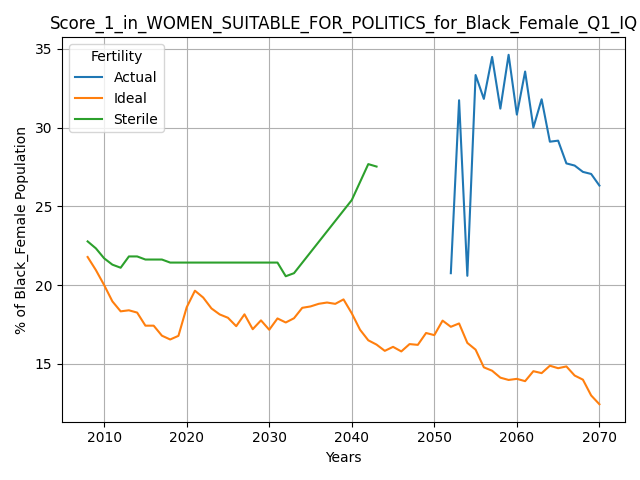 Score_1_in_WOMEN_SUITABLE_FOR_POLITICS_for_Black_Female_Q1_IQ
Fertility
Actual
Ideal
Sterile
% of Black_Female Population
35
30
25
20
15
2010 2020 2030 2040 2050 2060 2070
Years